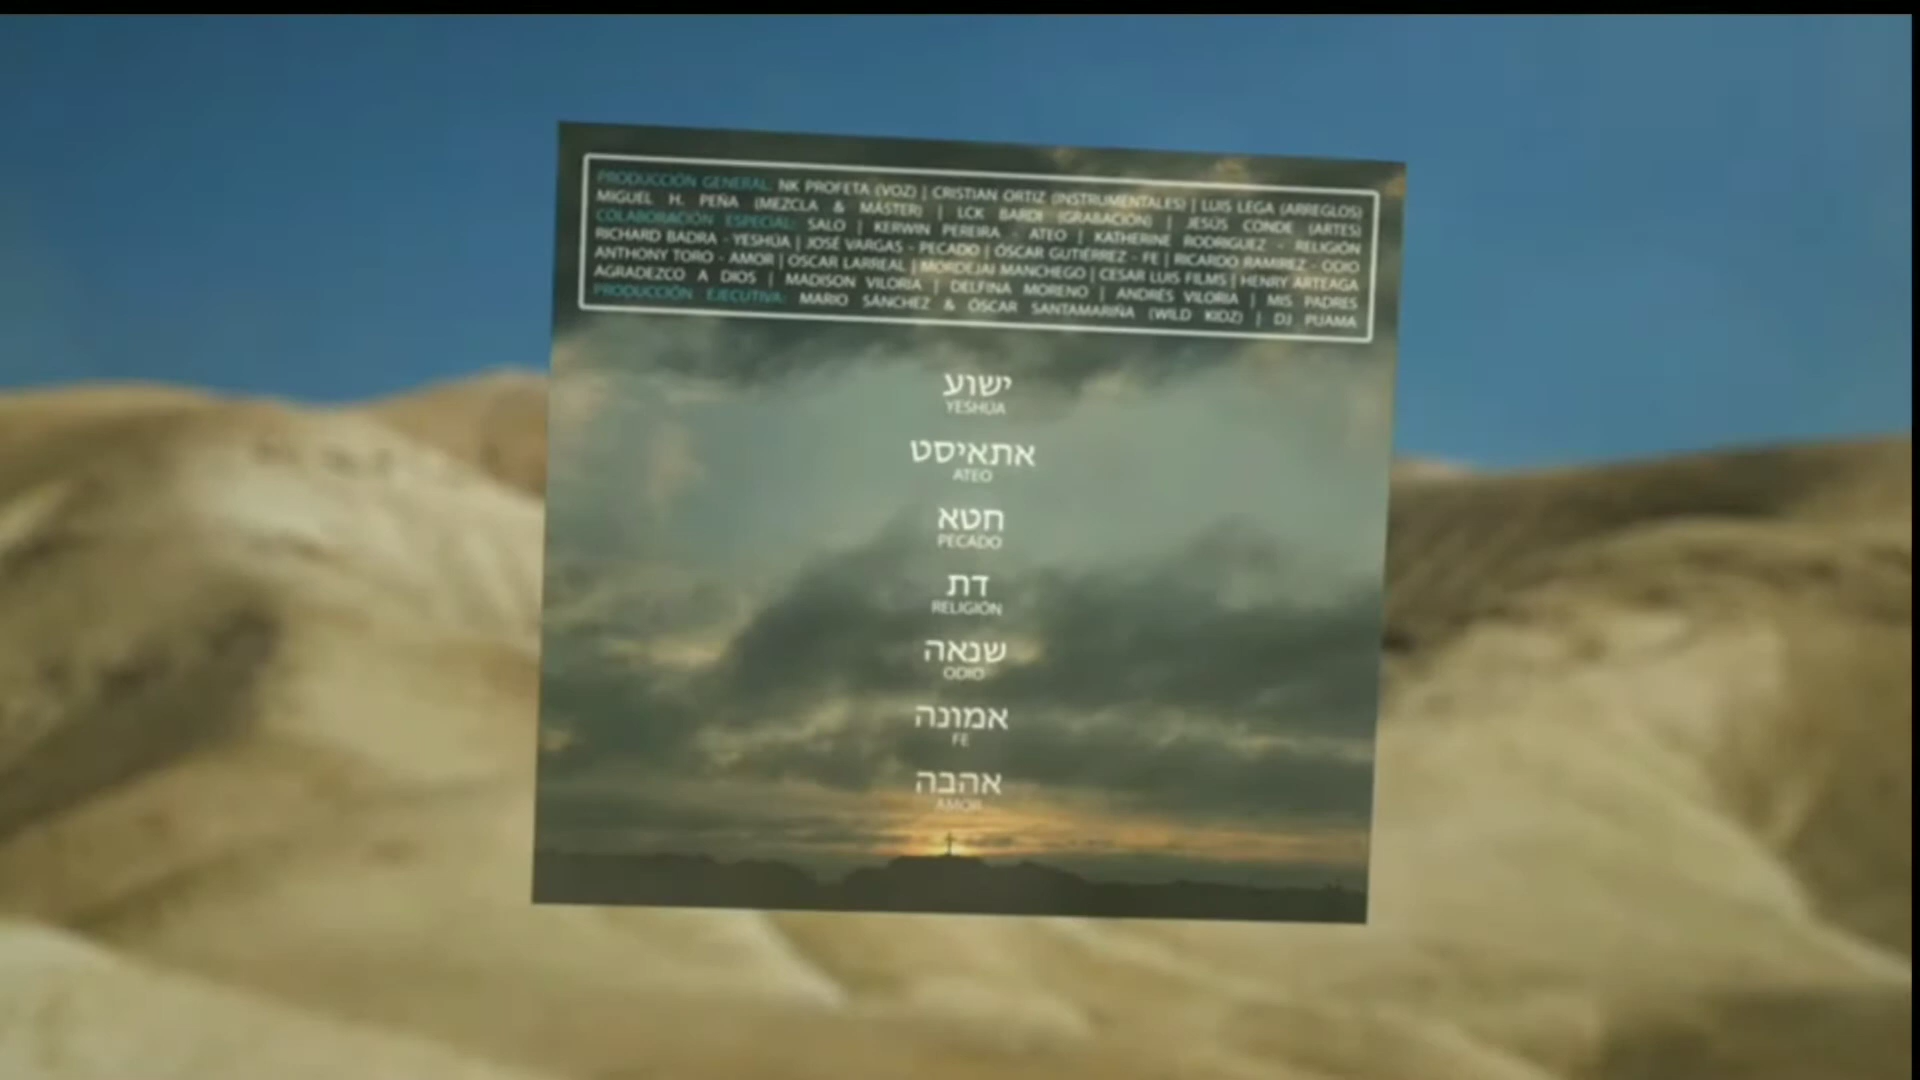 PRODUCCIÓN GENERAL: NK PROFETA (VOZ) | CRISTIAN ORTIZ (INSTRUMENTALES) | LUIS LEGA (ARREGLOS)
MIGUEL H. PEÑA (MEZCLA & MÁSTER) | LCK BARDI (GRABACIÓN) | JESÚS CONDE (ARTES)
COLABORACIÓN ESPECIAL: SALO | KERWIN PEREIRA - ATEO | KATHERINE RODRIGUEZ - RELIGIÓN
RICHARD BADRA - YESHÚA | JOSÉ VARGAS - PECADO | ÓSCAR GUTIÉRREZ - FE | RICARDO RAMIREZ - ODIO
ANTHONY TORO - AMOR | ÓSCAR LARREAL | MORDEJAI MANCHEGO | CESAR LUIS FILMS | HENRY ARTEAGA
AGRADEZCO A DIOS | MADISON VILORIA | DELFINA MORENO | ANDRÉS VILORIA | MIS PADRES
PRODUCCIÓN EJECUTIVA: MARIO SÁNCHEZ & ÓSCAR SANTAMARIÑA (WILD KIDZ) | DJ PUAMA
ישוע
YESHÚA
אתאיסט
ATEO
חטא
PECADO
דת
RELIGIÓN
שנאה
ODIO
אמונה
FE
אהבה
AMOR